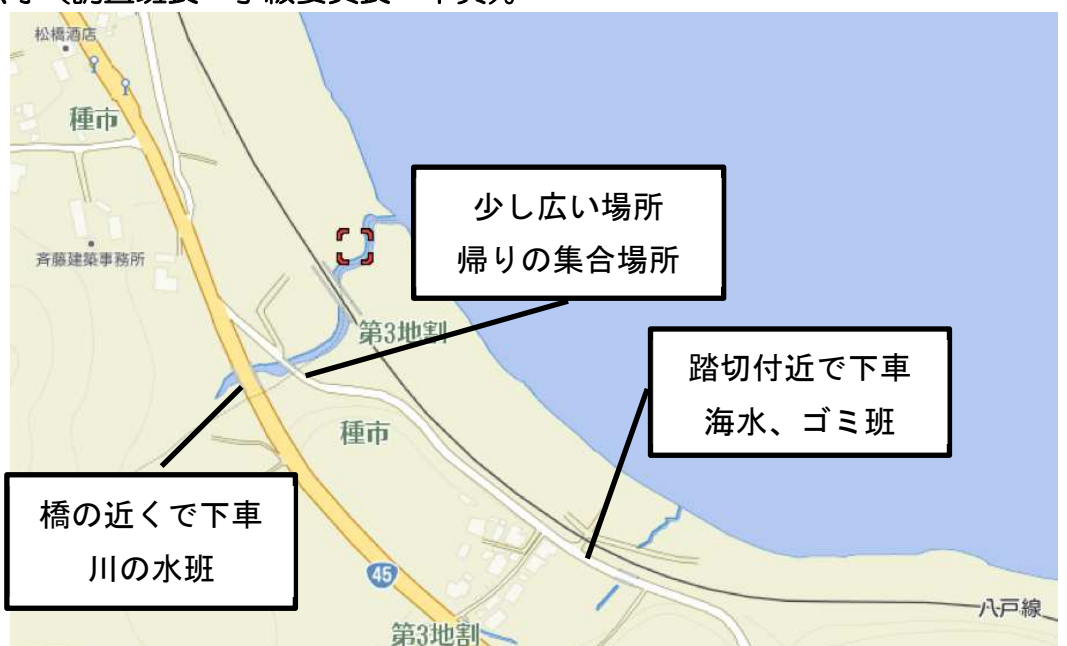 松橋酒店
種市
斉藤建築事務所
少し広い場所
帰りの集合場所
第3地割
踏切付近で下車
海水、ゴミ班
種市
橋の近くで下車
川の水班
45
第3地割
八戸線